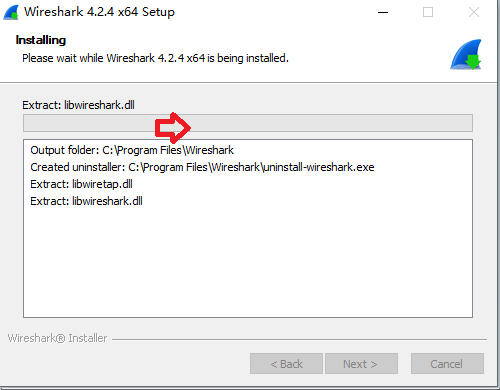 Wireshark 4.2.4 x64 Setup
Installing
Please wait while Wireshark 4.2.4 x64 is being installed.
Extract: libwireshark.dll
Output folder: C:\Program Files\Wireshark
Created uninstaller: C:\Program Files\Wireshark\uninstall-wireshark.exe
Extract: libwiretap.dll
Extract: libwireshark.dll
Wireshark® Installer
< Back
Next >
Cancel